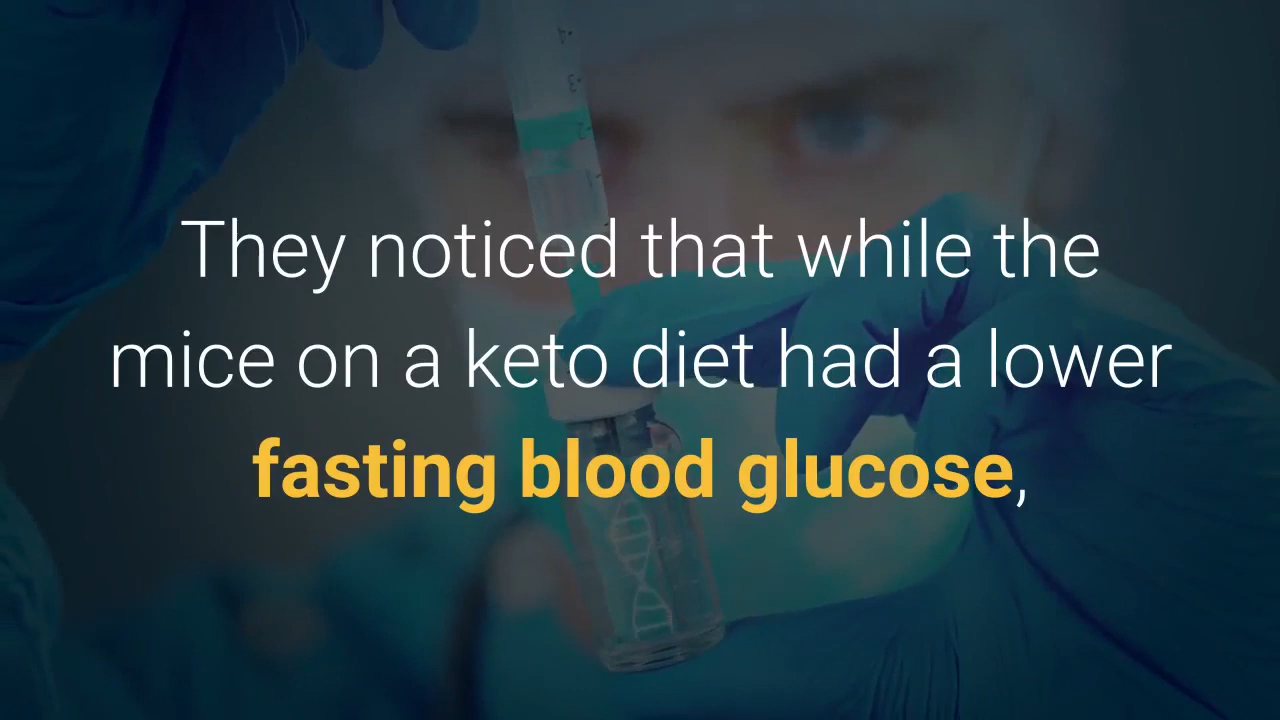 They noticed that while the
mice on a keto diet had a lower
fasting blood glucose,